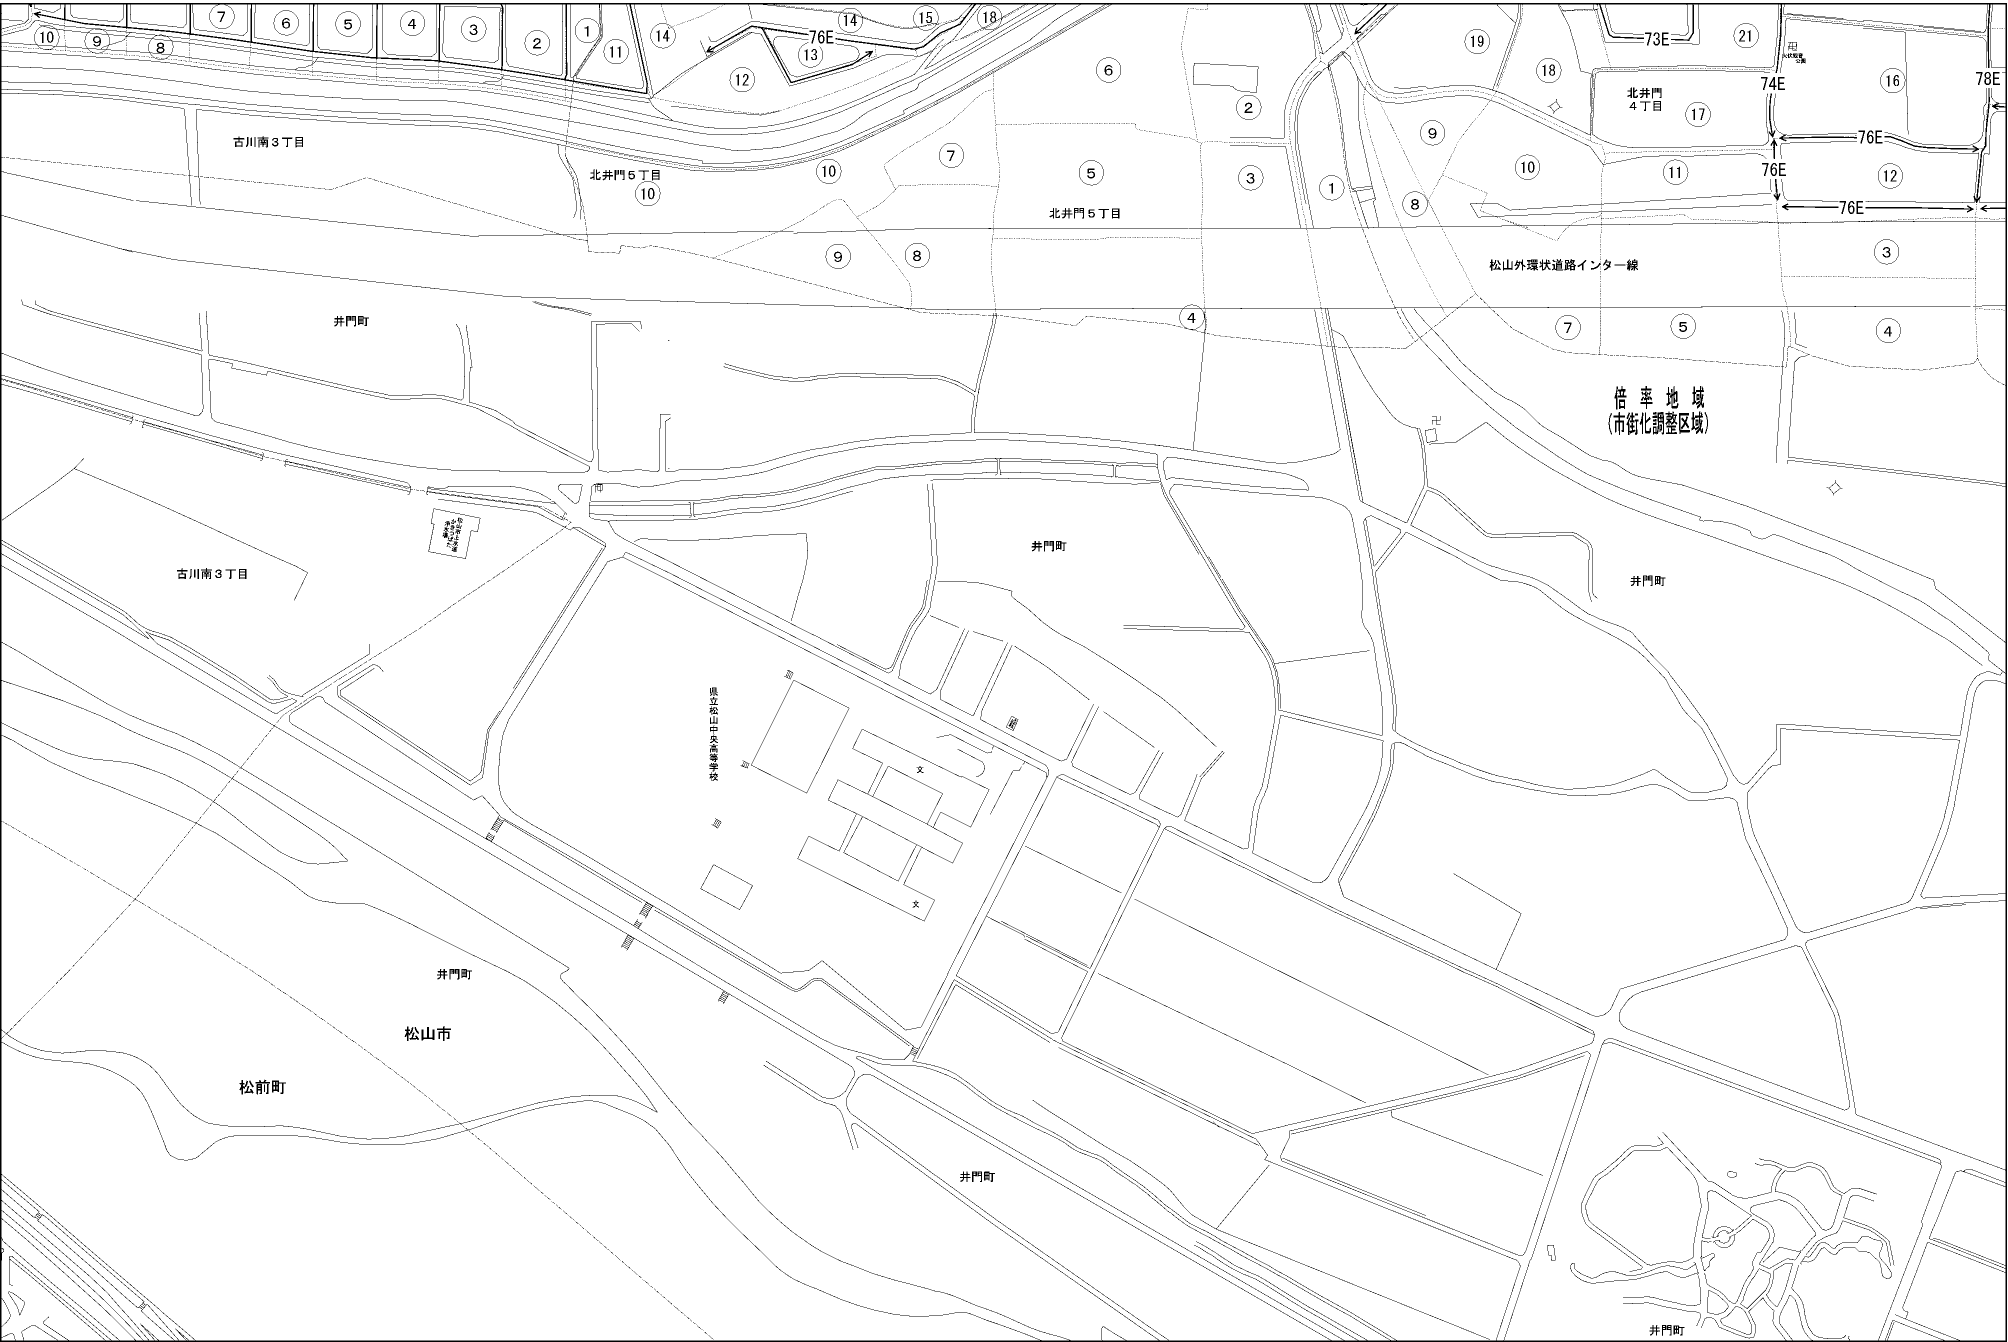 ⑦
⑥
⑤
④
③
②
①
⑪
⑩
⑨
⑧
⑭
76E
⑭
⑮
⑱
⑬
⑫
⑥
②
⑲
⑱
73E
㉑
74E
78E
⑯
北井門
4丁目
⑰
76E
76E
76E
古川南3丁目
北井門5丁目
⑩
⑩
⑦
⑤
③
①
⑨
⑧
⑩
⑪
⑫
北井門5丁目
⑨
⑧
④
松山外環状道路インター線
③
⑦
⑤
④
井門町
倍率地域
(市街化調整区域)
古川南3丁目
井門町
井門町
県立松山中央高等学校
文
文
井門町
松山市
松前町
井門町
井門町